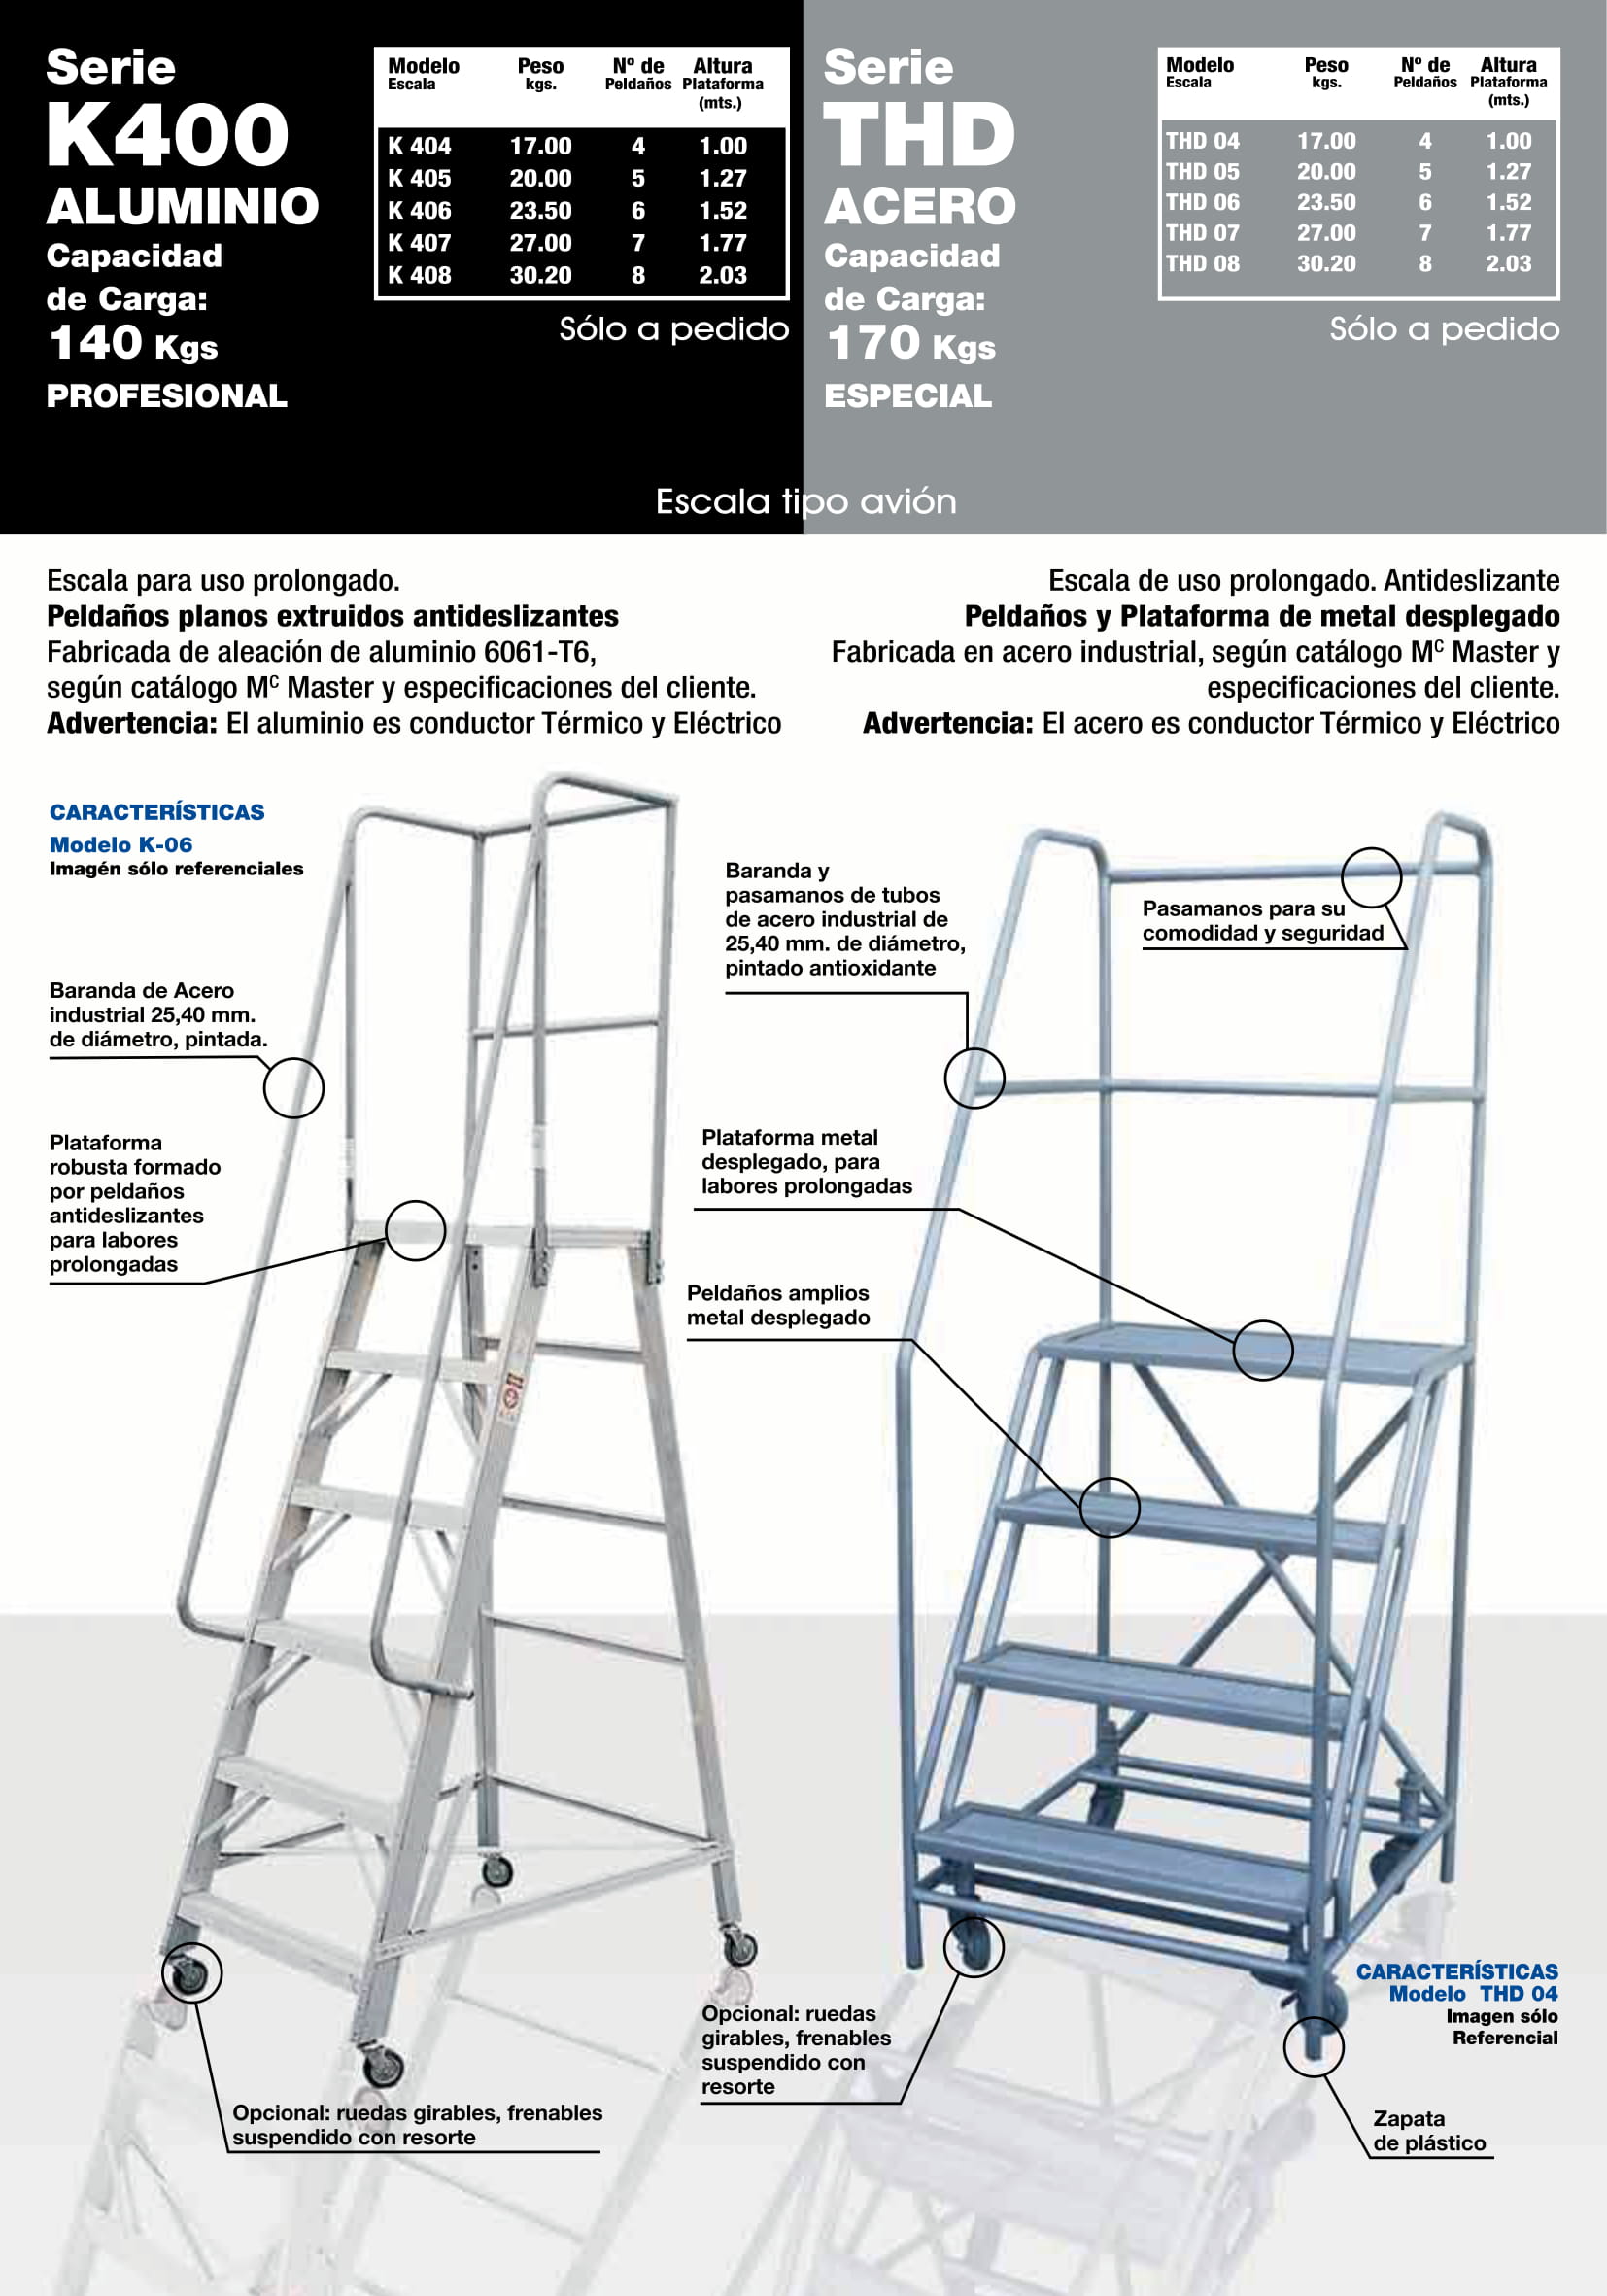 Serie
K400
ALUMINIO
Capacidad
de Carga:
140 Kgs
PROFESIONAL
Modelo Peso Nº de Altura
Escala kgs. Peldaños Plataforma
(mts.)
K 404 17.00 4 1.00
K 405 20.00 5 1.27
K 406 23.50 6 1.52
K 407 27.00 7 1.77
K 408 30.20 8 2.03
Sólo a pedido
Serie
THD
ACERO
Capacidad
de Carga:
170 Kgs
ESPECIAL
Modelo Peso Nº de Altura
Escala kgs. Peldaños Plataforma
(mts.)
THD 04 17.00 4 1.00
THD 05 20.00 5 1.27
THD 06 23.50 6 1.52
THD 07 27.00 7 1.77
THD 08 30.20 8 2.03
Sólo a pedido
Escala tipo avión
Escala para uso prolongado.
Peldaños planos extruidos antideslizantes
Fabricada de aleación de aluminio 6061-T6,
según catálogo Mᶜ Master y especificaciones del cliente.
Advertencia: El aluminio es conductor Térmico y Eléctrico
Escala de uso prolongado. Antideslizante
Peldaños y Plataforma de metal desplegado
Fabricada en acero industrial, según catálogo Mᶜ Master y
especificaciones del cliente.
Advertencia: El acero es conductor Térmico y Eléctrico
CARACTERÍSTICAS
Modelo K-06
Imagén sólo referenciales
Baranda de Acero
industrial 25,40 mm.
de diámetro, pintada.
Plataforma
robusta formado
por peldaños
antideslizantes
para labores
prolongadas
Opcional: ruedas girables, frenables
suspendido con resorte
Baranda y
pasamanos de tubos
de acero industrial de
25,40 mm. de diámetro,
pintado antioxidante
Pasamanos para su
comodidad y seguridad
Plataforma metal
desplegado, para
labores prolongadas
Peldaños amplios
metal desplegado
Opcional: ruedas
girables, frenables
suspendido con
resorte
CARACTERÍSTICAS
Modelo THD 04
Imagen sólo
Referencial
Zapata
de plástico